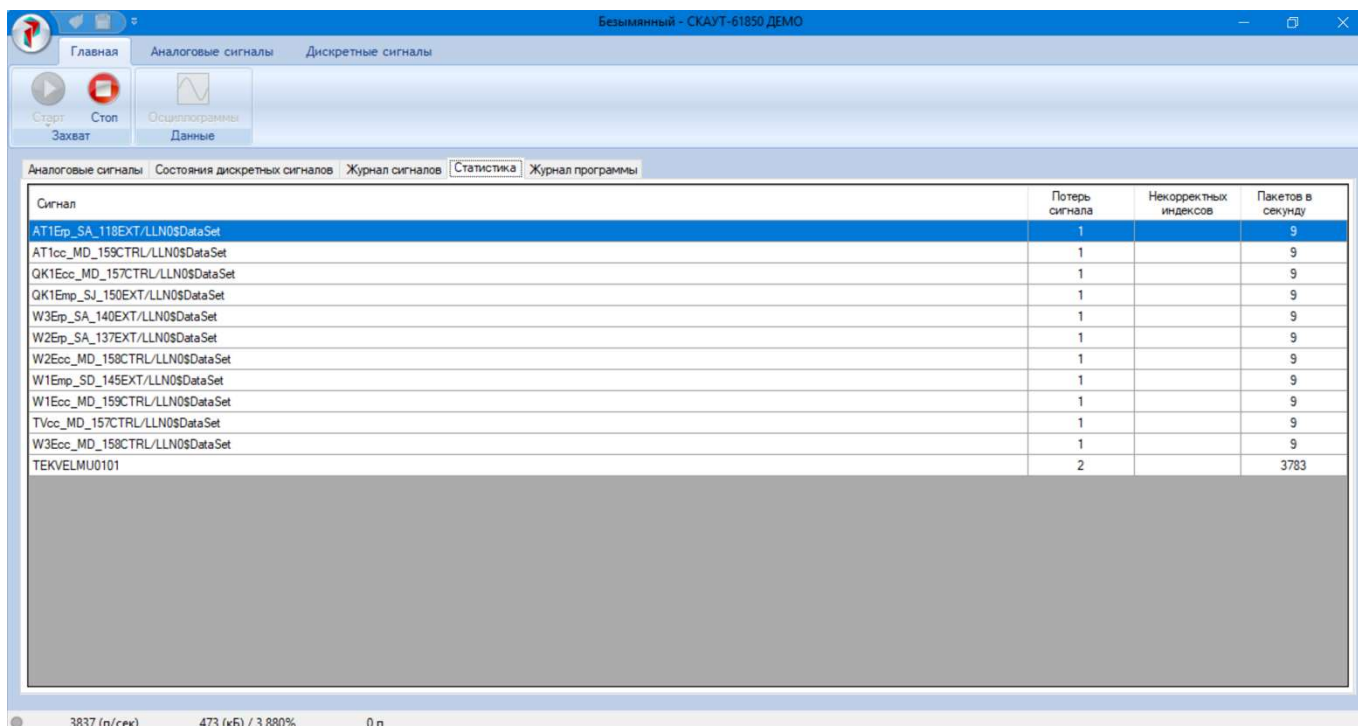 Безымянный - СКАУТ-61850 ДЕМО
Главная Аналоговые сигналы Дискретные сигналы
Старт Стоп Осциллограммы
Захват Данные
Аналоговые сигналы Состояния дискретных сигналов Журнал сигналов Статистика Журнал программы
Сигнал Потерь сигнала Некорректных индексов Пакетов в секунду
AT1Erp_SA_118EXT/LLN0$DataSet 1 9
AT1cc_MD_159CTRL/LLN0$DataSet 1 9
QK1Ecc_MD_157CTRL/LLN0$DataSet 1 9
QK1Emp_SJ_150EXT/LLN0$DataSet 1 9
W3Erp_SA_140EXT/LLN0$DataSet 1 9
W2Erp_SA_137EXT/LLN0$DataSet 1 9
W2Ecc_MD_158CTRL/LLN0$DataSet 1 9
W1Emp_SD_145EXT/LLN0$DataSet 1 9
W1Ecc_MD_159CTRL/LLN0$DataSet 1 9
TVcc_MD_157CTRL/LLN0$DataSet 1 9
W3Ecc_MD_158CTRL/LLN0$DataSet 1 9
TEKVELMU0101 2 3783
3837 (п/сек) 473 (кБ) / 3.880% 0 п